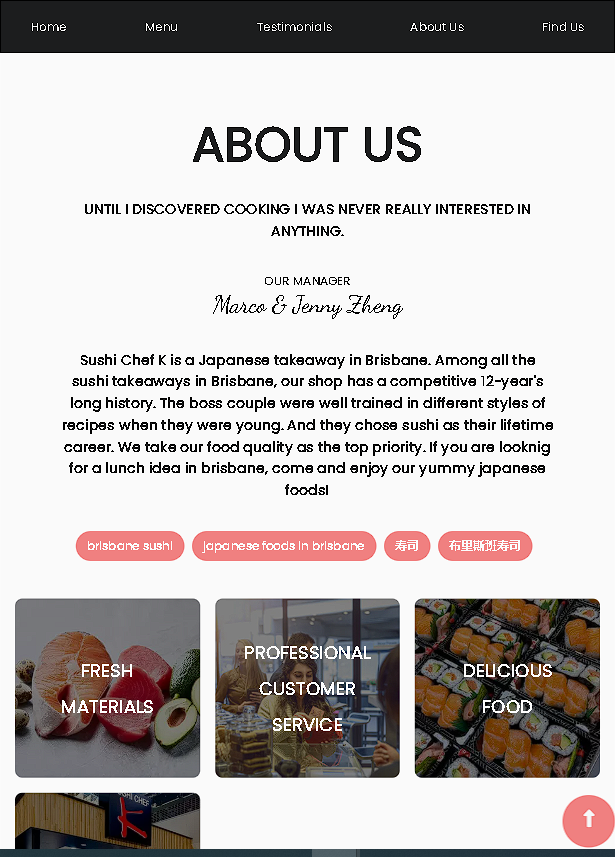 Home Menu Testimonials About Us Find Us
ABOUT US
UNTIL I DISCOVERED COOKING I WAS NEVER REALLY INTERESTED IN
ANYTHING.
OUR MANAGER
Marco & Jenny Zheng
Sushi Chef K is a Japanese takeaway in Brisbane. Among all the
sushi takeaways in Brisbane, our shop has a competitive 12-year's
long history. The boss couple were well trained in different styles of
recipes when they were young. And they chose sushi as their lifetime
career. We take our food quality as the top priority. If you are looknig
for a lunch idea in brisbane, come and enjoy our yummy japanese
foods!
brisbane sushi japanese foods in brisbane 寿司 布里斯班寿司
FRESH
MATERIALS
PROFESSIONAL
CUSTOMER
SERVICE
DELICIOUS
FOOD
SHI CHEF
K